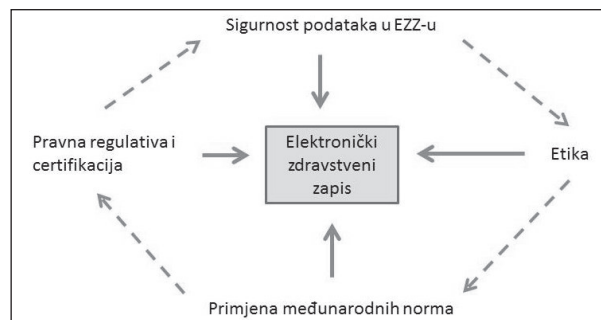 Sigurnost podataka u EZZ-u
Pravna regulativa i
certifikacija
Elektronički
zdravstveni
zapis
Etika
Primjena međunarodnih norma